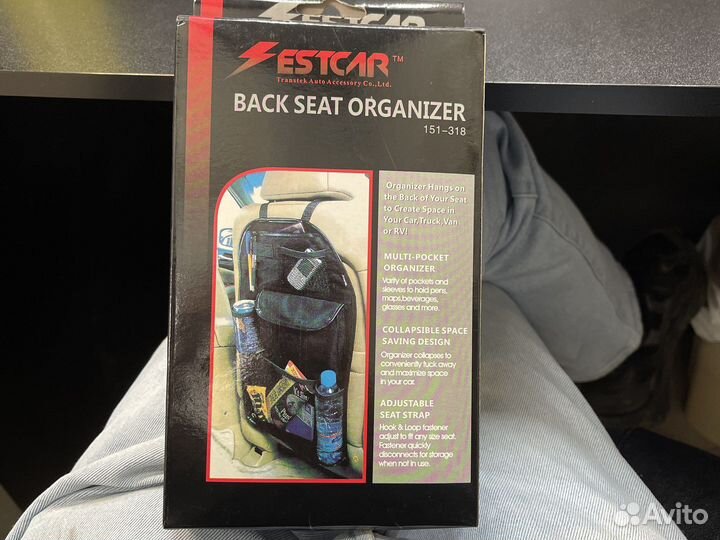 ESTCAR
ESTCAR™
Transtek Auto Accessory Co.,Ltd.
BACK SEAT ORGANIZER
151-318
Organizer Hangs on
the Back of Your Seat
to Create Space in
Your Car,Truck,Van
or RV!
MULTI-POCKET
ORGANIZER
Varity of pockets and
sleeves to hold pens,
maps,beverages,
glasses and more.
COLLAPSIBLE SPACE
SAVING DESIGN
Organizer collapses to
conveniently tuck away
and maximize space
in your car.
ADJUSTABLE
SEAT STRAP
Hook & Loop fastener
adjust to fit any size seat.
Fastener quickly
disconnects for storage
when not in use.
Avito